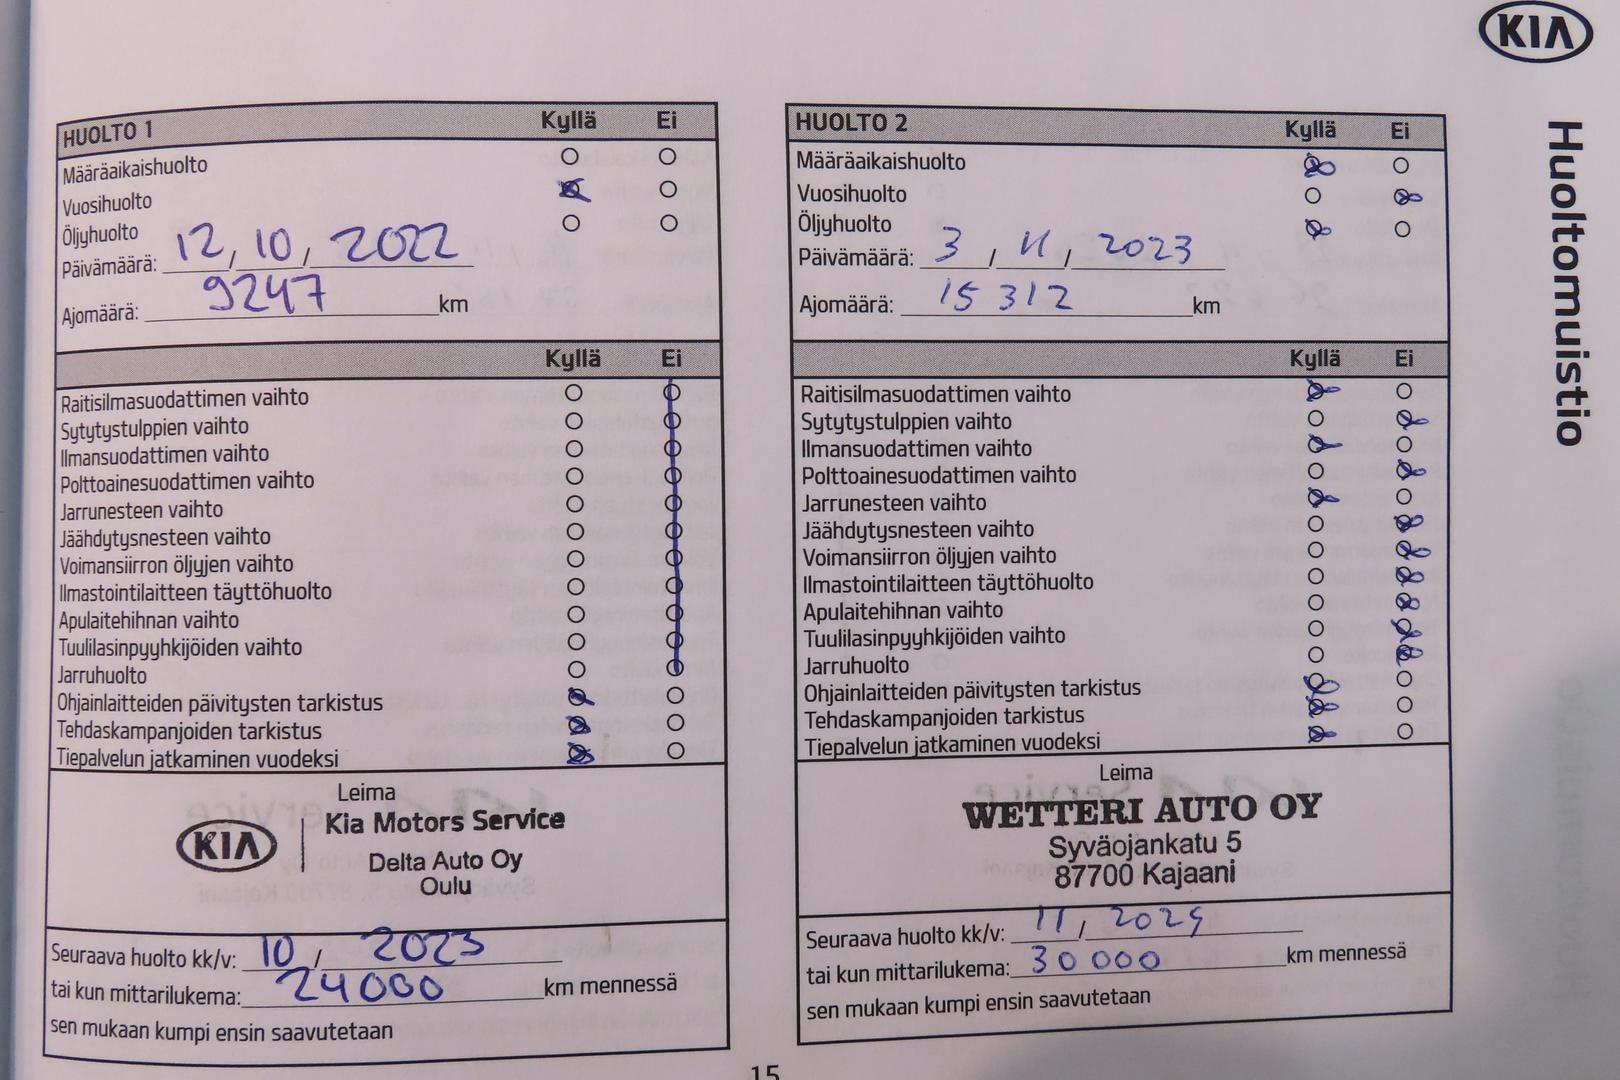 KIA
Huoltomuistio
HUOLTO 1 Kyllä Ei
Määräaikaishuolto
Vuosihuolto
Öljyhuolto
Päivämäärä: 12, 10, 2022
Ajomäärä: 9247 km
Kyllä Ei
Raitisilmasuodattimen vaihto
Sytytystulppien vaihto
Ilmansuodattimen vaihto
Polttoainesuodattimen vaihto
Jarrunesteen vaihto
Jäähdytysnesteen vaihto
Voimansiirron öljyjen vaihto
Ilmastointilaitteen täyttöhuolto
Apulaitehihnan vaihto
Tuulilasinpyyhkijöiden vaihto
Jarruhuolto
Ohjainlaitteiden päivitysten tarkistus
Tehdaskampanjoiden tarkistus
Tiepalvelun jatkaminen vuodeksi
Leima
KIA Kia Motors Service
Delta Auto Oy
Oulu
Seuraava huolto kk/v: 10 / 2023
tai kun mittarilukema: 24000 km mennessä
sen mukaan kumpi ensin saavutetaan
HUOLTO 2 Kyllä Ei
Määräaikaishuolto
Vuosihuolto
Öljyhuolto
Päivämäärä: 3 / 11 / 2023
Ajomäärä: 15 312 km
Kyllä Ei
Raitisilmasuodattimen vaihto
Sytytystulppien vaihto
Ilmansuodattimen vaihto
Polttoainesuodattimen vaihto
Jarrunesteen vaihto
Jäähdytysnesteen vaihto
Voimansiirron öljyjen vaihto
Ilmastointilaitteen täyttöhuolto
Apulaitehihnan vaihto
Tuulilasinpyyhkijöiden vaihto
Jarruhuolto
Ohjainlaitteiden päivitysten tarkistus
Tehdaskampanjoiden tarkistus
Tiepalvelun jatkaminen vuodeksi
Leima
WETTERI AUTO OY
Syväojankatu 5
87700 Kajaani
Seuraava huolto kk/v: 11 / 2024
tai kun mittarilukema: 30 000 km mennessä
sen mukaan kumpi ensin saavutetaan
15